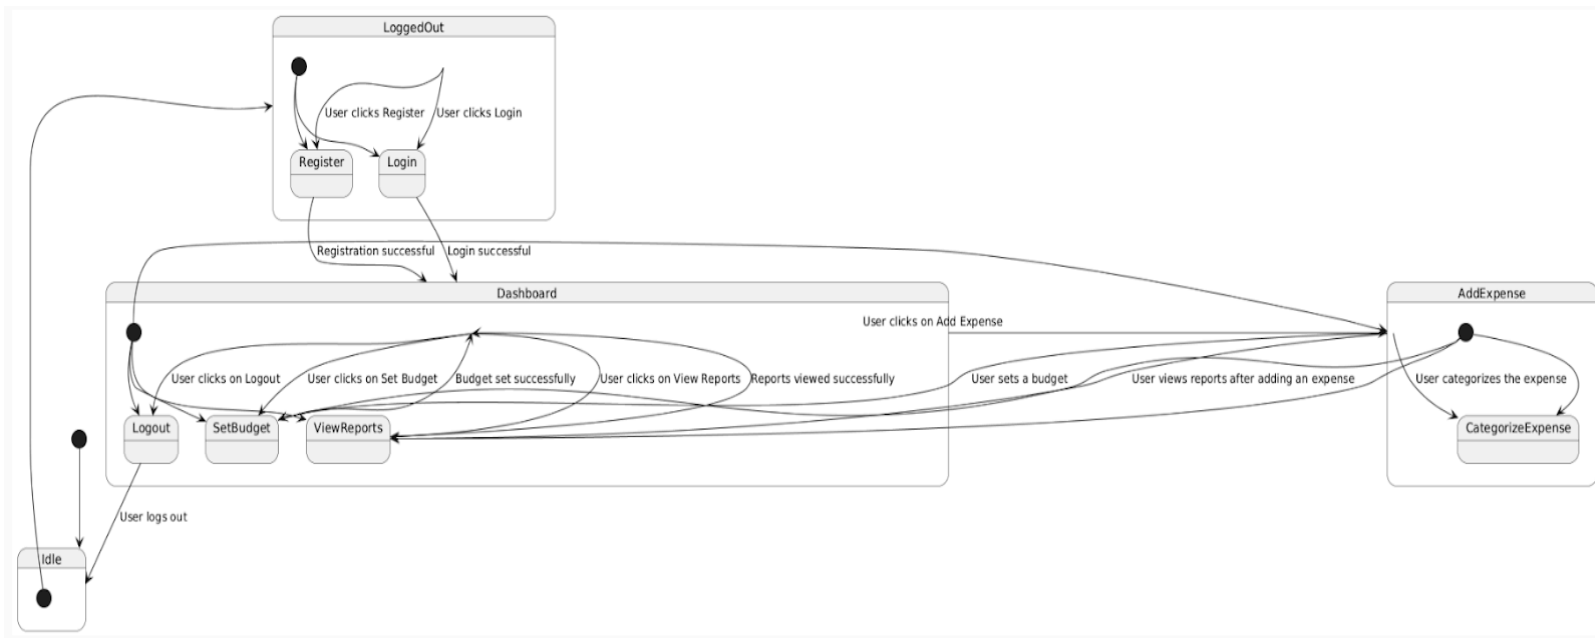 LoggedOut
User clicks Register
User clicks Login
Register
Login
Registration successful
Login successful
Dashboard
AddExpense
User clicks on Add Expense
User clicks on Logout
User clicks on Set Budget
Budget set successfully
User clicks on View Reports
Reports viewed successfully
User sets a budget
User views reports after adding an expense
User categorizes the expense
Logout
SetBudget
ViewReports
CategorizeExpense
User logs out
Idle